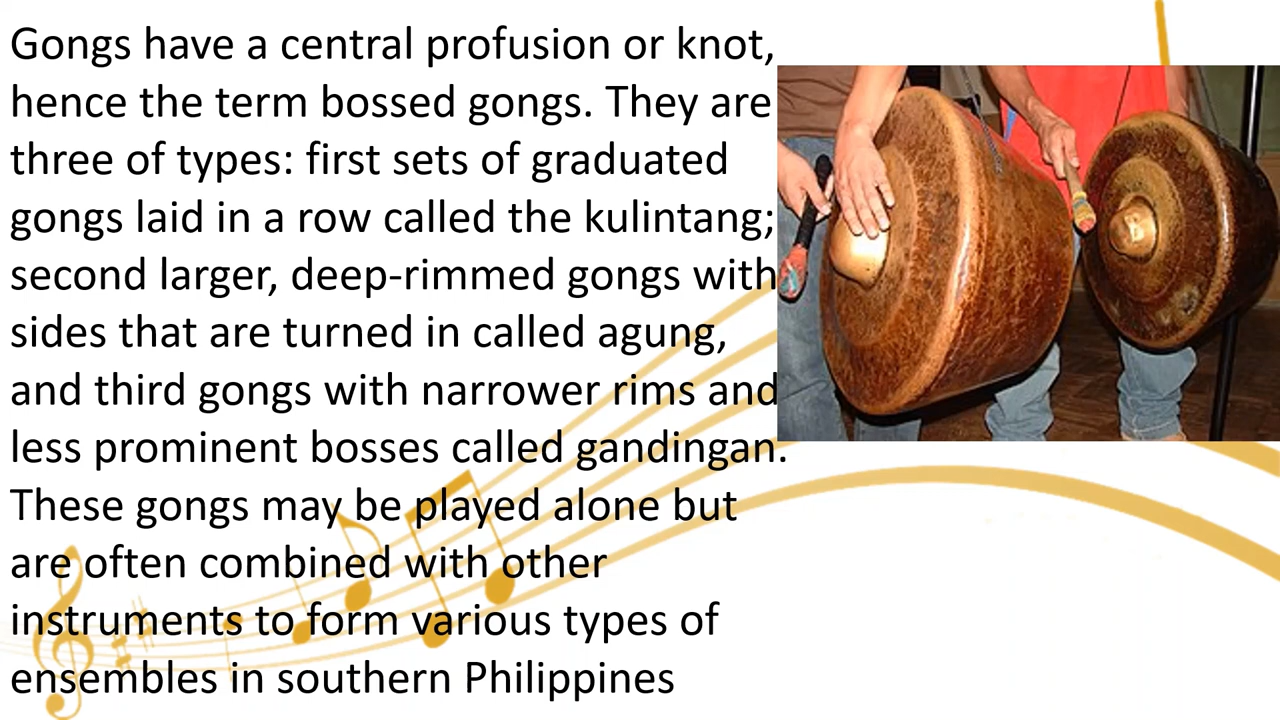 Gongs have a central profusion or knot,
hence the term bossed gongs. They are
three of types: first sets of graduated
gongs laid in a row called the kulintang;
second larger, deep-rimmed gongs with
sides that are turned in called agung,
and third gongs with narrower rims and
less prominent bosses called gandingan.
These gongs may be played alone but
are often combined with other
instruments to form various types of
ensembles in southern Philippines